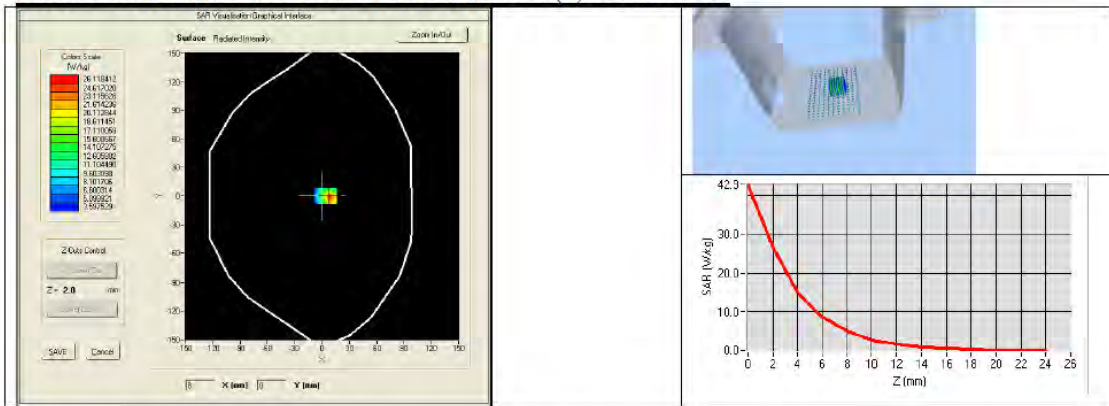 SAR Visualisation Graphical Interface
Surface Radiated Intensity
Zoom In/Out
Colors Scale
(W/kg)
26.118412
24.617020
23.115628
21.614236
20.112844
18.611451
17.110059
15.608667
14.107275
12.605882
11.104490
9.603098
8.101706
6.600314
5.098921
3.597529
150-
120-
90-
60-
30-
0-
-30-
-60-
-90-
-120-
-150-
Y
-150 -120 -90 -60 -30 0 30 60 90 120 150
X
Z-Cuts Control
Z = 2.0 mm
SAVE Cancel
8 X (mm) 0 Y (mm)
42.9
30.0
20.0
0.0
SAR (W/kg)
0 2 4 6 8 10 12 14 16 18 20 22 24 26
Z (mm)